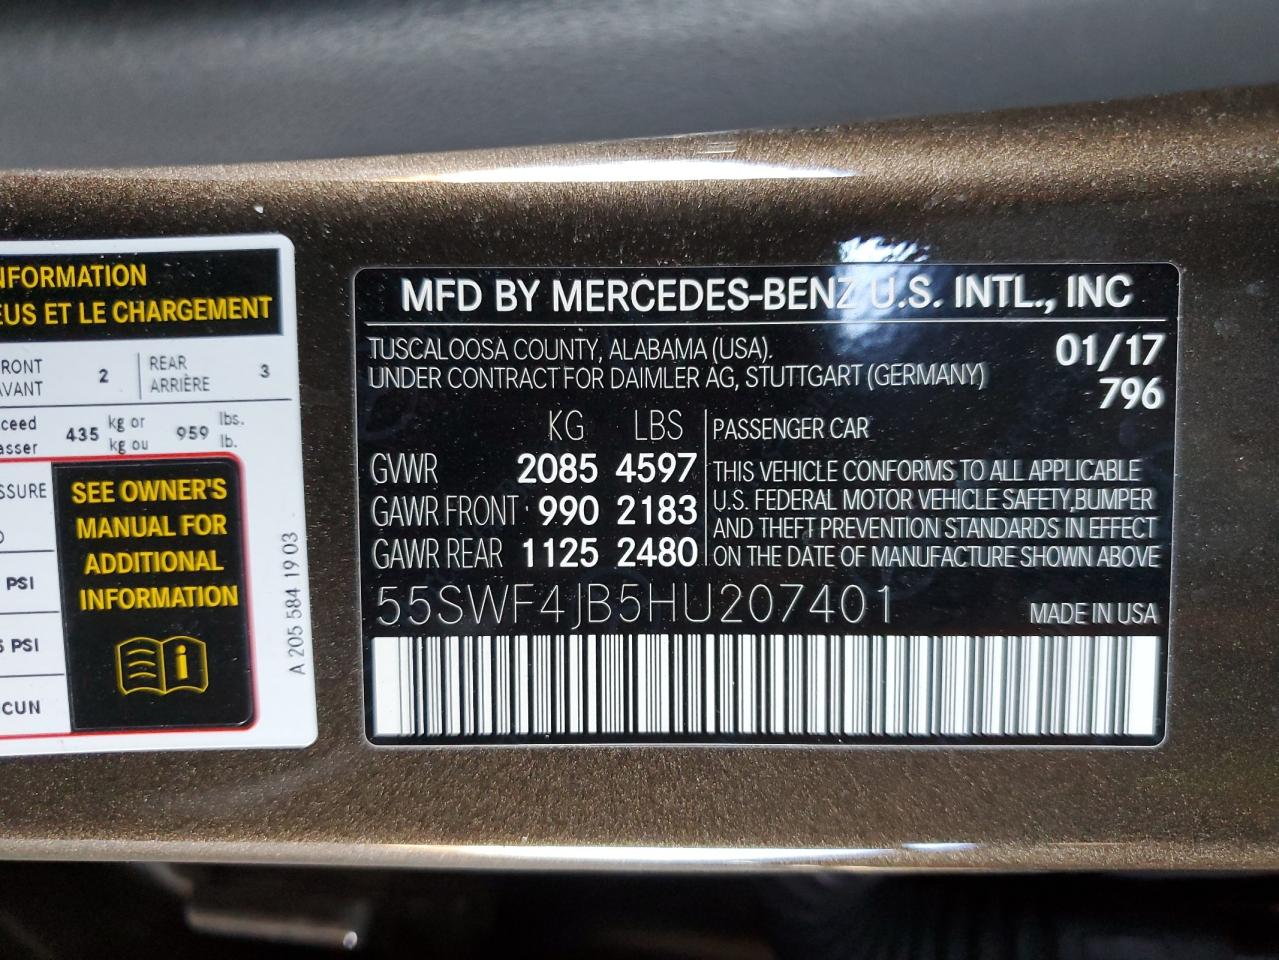 NFORMATION
EUS ET LE CHARGEMENT
RONT
AVANT
2
REAR
ARRIÈRE
3
ceed
asser
435
kg or
kg ou
959
lbs.
lb.
SSURE
SEE OWNER'S
MANUAL FOR
ADDITIONAL
INFORMATION
PSI
5 PSI
CUN
A 205 584 19 03
MFD BY MERCEDES-BENZ U.S. INTL., INC
TUSCALOOSA COUNTY, ALABAMA (USA).
UNDER CONTRACT FOR DAIMLER AG, STUTTGART (GERMANY)
01/17
796
KG LBS
GVWR 2085 4597
GAWR FRONT 990 2183
GAWR REAR 1125 2480
PASSENGER CAR
THIS VEHICLE CONFORMS TO ALL APPLICABLE
U.S. FEDERAL MOTOR VEHICLE SAFETY,BUMPER
AND THEFT PREVENTION STANDARDS IN EFFECT
ON THE DATE OF MANUFACTURE SHOWN ABOVE
55SWF4JB5HU207401
MADE IN USA